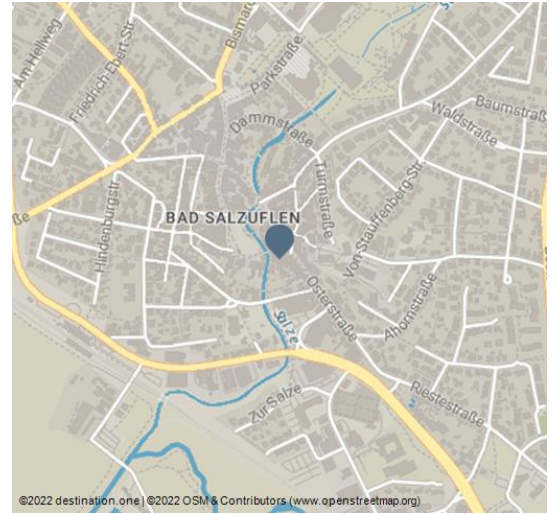 Am Hellweg
Friedrich-Ebert-Str.
Bismarc
Parkstraße
Dammstraße
Turmstraße
Waldstraße
Baumstraß
Von-Stauffenberg-Str.
BAD SALZUFLEN
Hindenburgstr.
ße
Osterstraße
Ahornstraße
Salze
Riestestraße
Zur Salze
©2022 destination.one | ©2022 OSM & Contributors (www.openstreetmap.org)